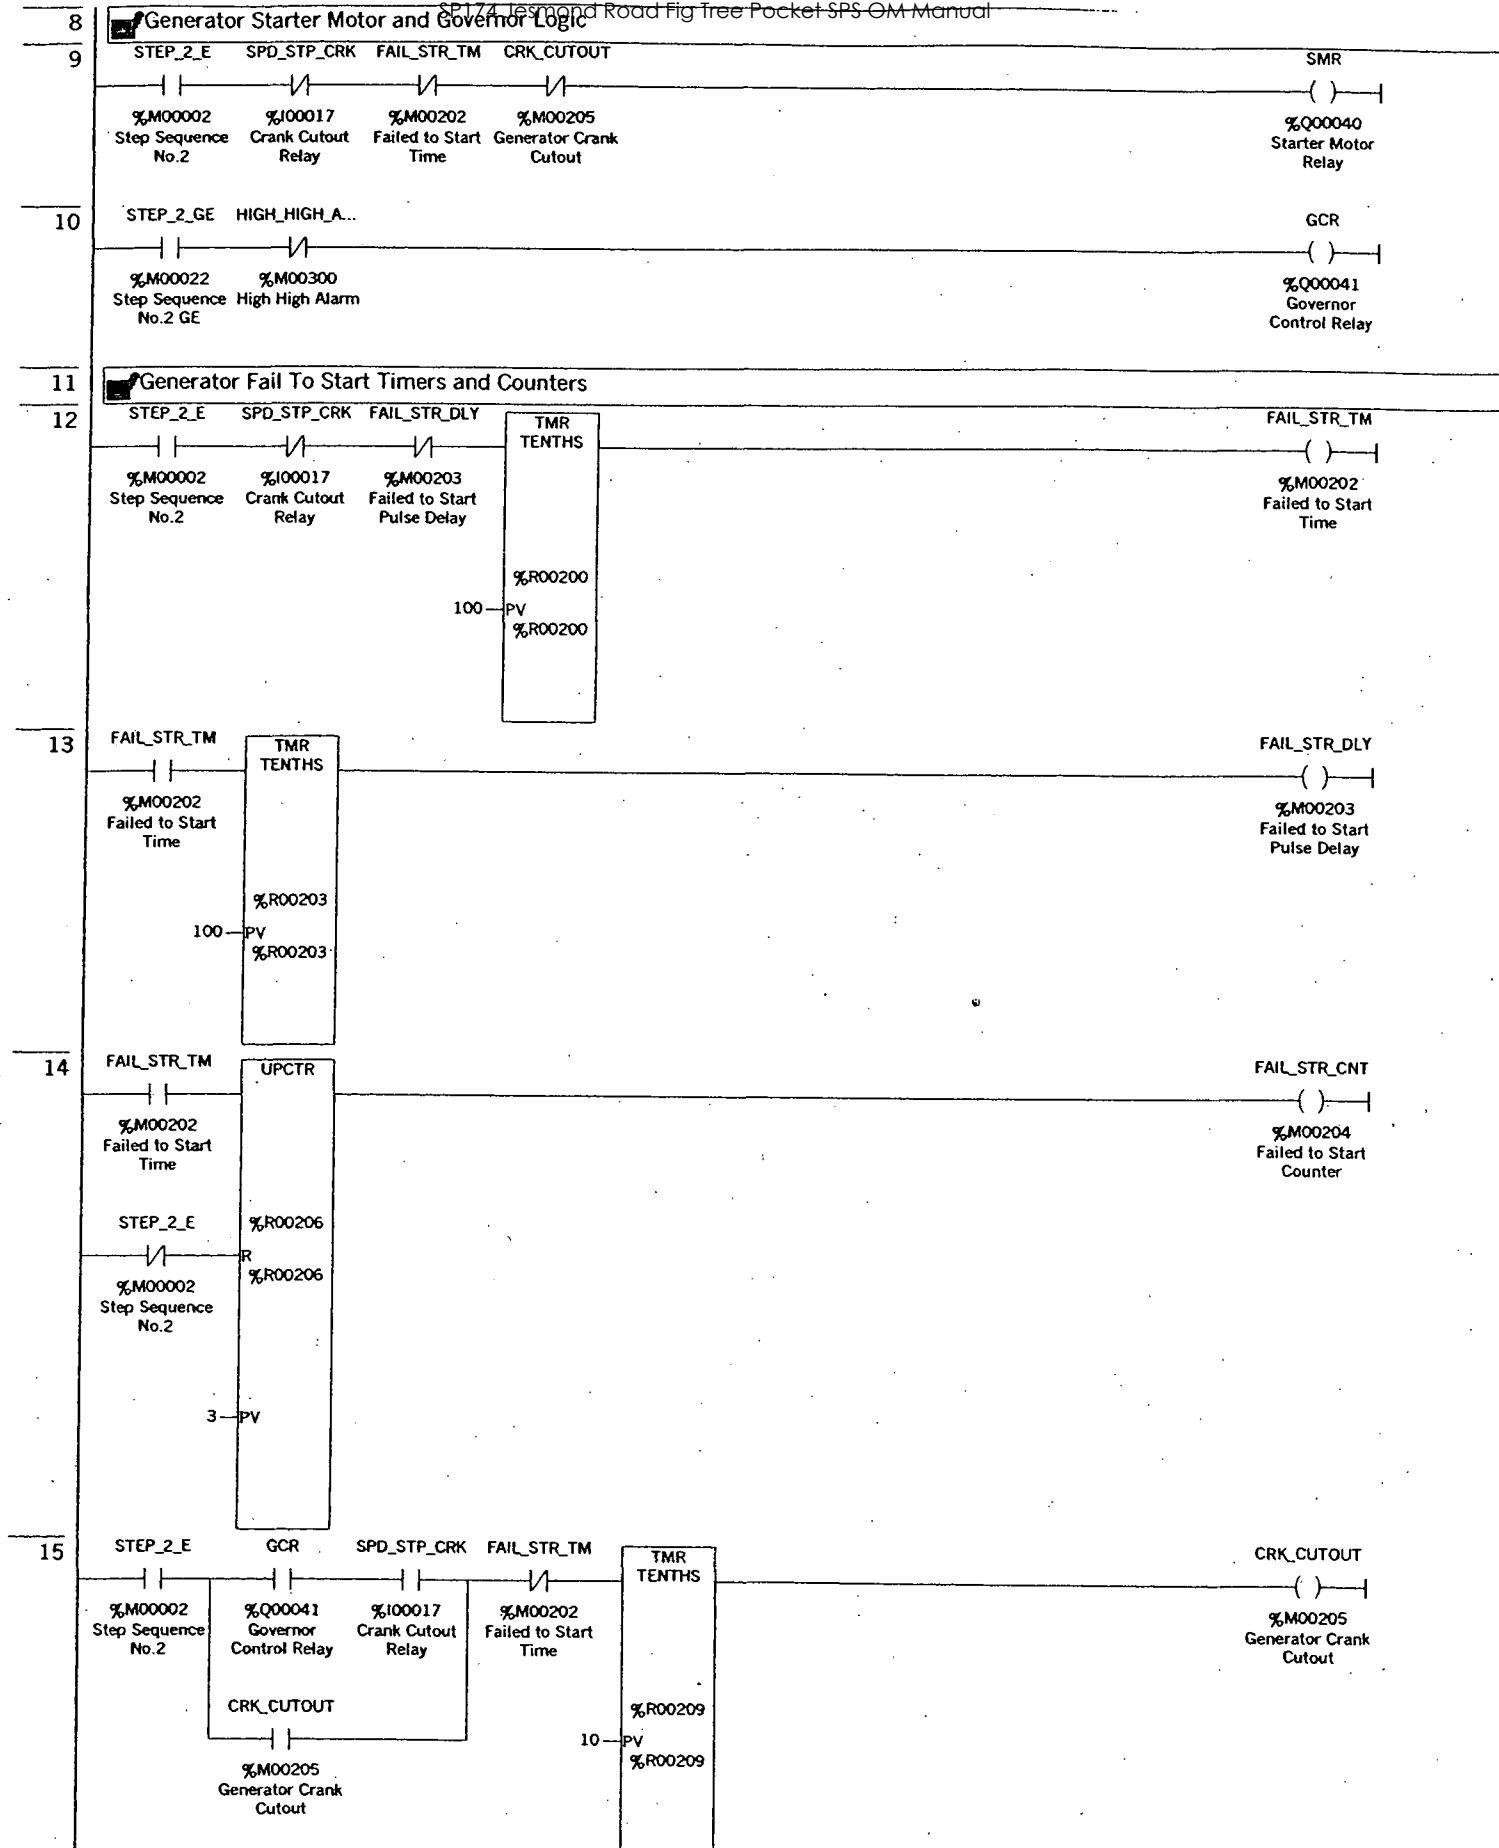 SP174 Jesmond Road Fig Tree Pocket SPS OM Manual
8 Generator Starter Motor and Governor Logic
9
STEP_2_E SPD_STP_CRK FAIL_STR_TM CRK_CUTOUT SMR
%M00002 %I00017 %M00202 %M00205 %Q00040
Step Sequence Crank Cutout Failed to Start Generator Crank Starter Motor
No.2 Relay Time Cutout Relay
10
STEP_2_GE HIGH_HIGH_A... GCR
%M00022 %M00300 %Q00041
Step Sequence High High Alarm Governor
No.2 GE Control Relay
11 Generator Fail To Start Timers and Counters
12
STEP_2_E SPD_STP_CRK FAIL_STR_DLY TMR FAIL_STR_TM
TENTHS
%M00002 %I00017 %M00203 %M00202
Step Sequence Crank Cutout Failed to Start Failed to Start
No.2 Relay Pulse Delay Time
%R00200
100 PV
%R00200
13
FAIL_STR_TM TMR FAIL_STR_DLY
TENTHS
%M00202 %M00203
Failed to Start Failed to Start
Time Pulse Delay
%R00203
100 PV
%R00203
14
FAIL_STR_TM UPCTR FAIL_STR_CNT
%M00202 %M00204
Failed to Start Failed to Start
Time Counter
STEP_2_E %R00206
R
%M00002 %R00206
Step Sequence
No.2
3 PV
15
STEP_2_E GCR SPD_STP_CRK FAIL_STR_TM TMR CRK_CUTOUT
TENTHS
%M00002 %Q00041 %I00017 %M00202 %M00205
Step Sequence Governor Crank Cutout Failed to Start Generator Crank
No.2 Control Relay Relay Time Cutout
CRK_CUTOUT %R00209
10 PV
%M00205 %R00209
Generator Crank
Cutout